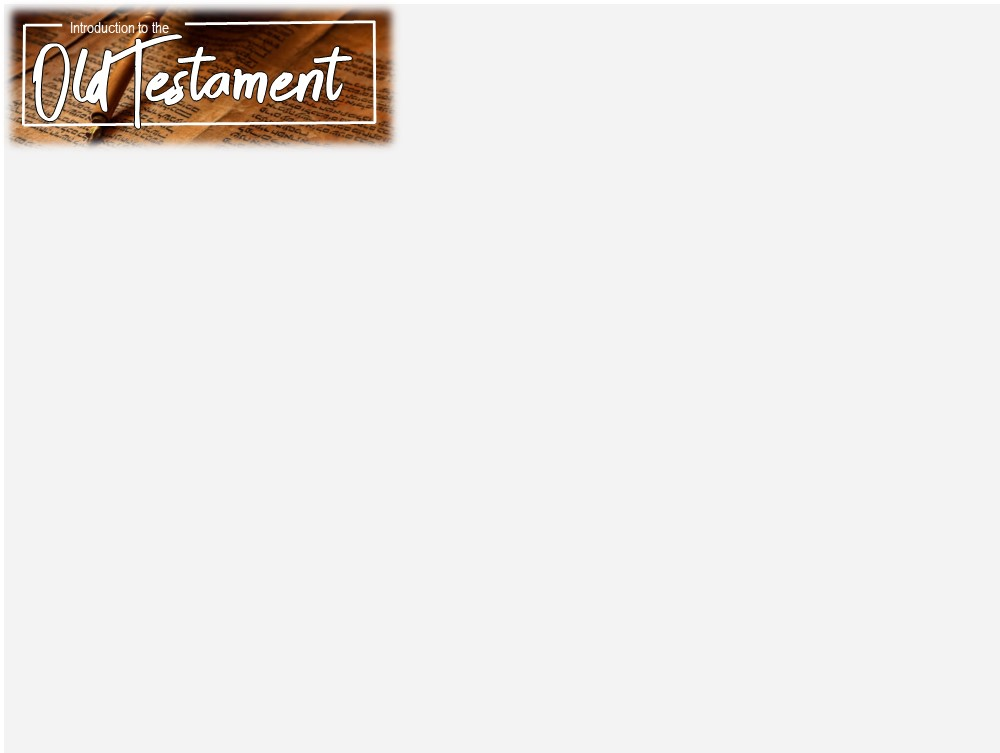 Introduction to the
Old Testament